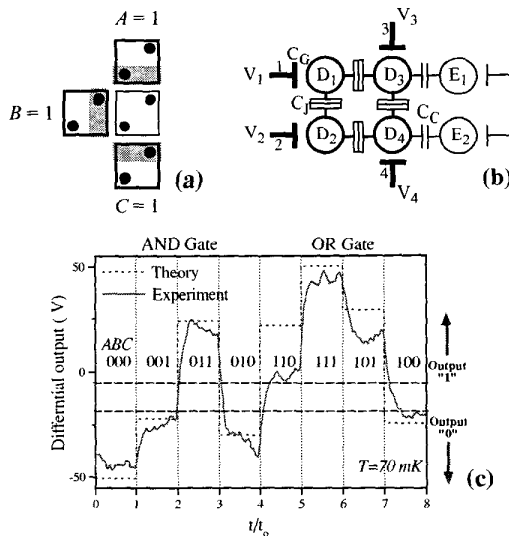 A = 1
B = 1
C = 1
(a)
V1
V2
V3
V4
1
2
3
4
CG
CJ
CC
D1
D2
D3
D4
E1
E2
(b)
AND Gate
OR Gate
Theory
Experiment
ABC
000
001
011
010
110
111
101
100
Differntial output ( V)
50
0
-50
Output "1"
Output "0"
T=70 mK
0 1 2 3 4 5 6 7 8
t/to
(c)